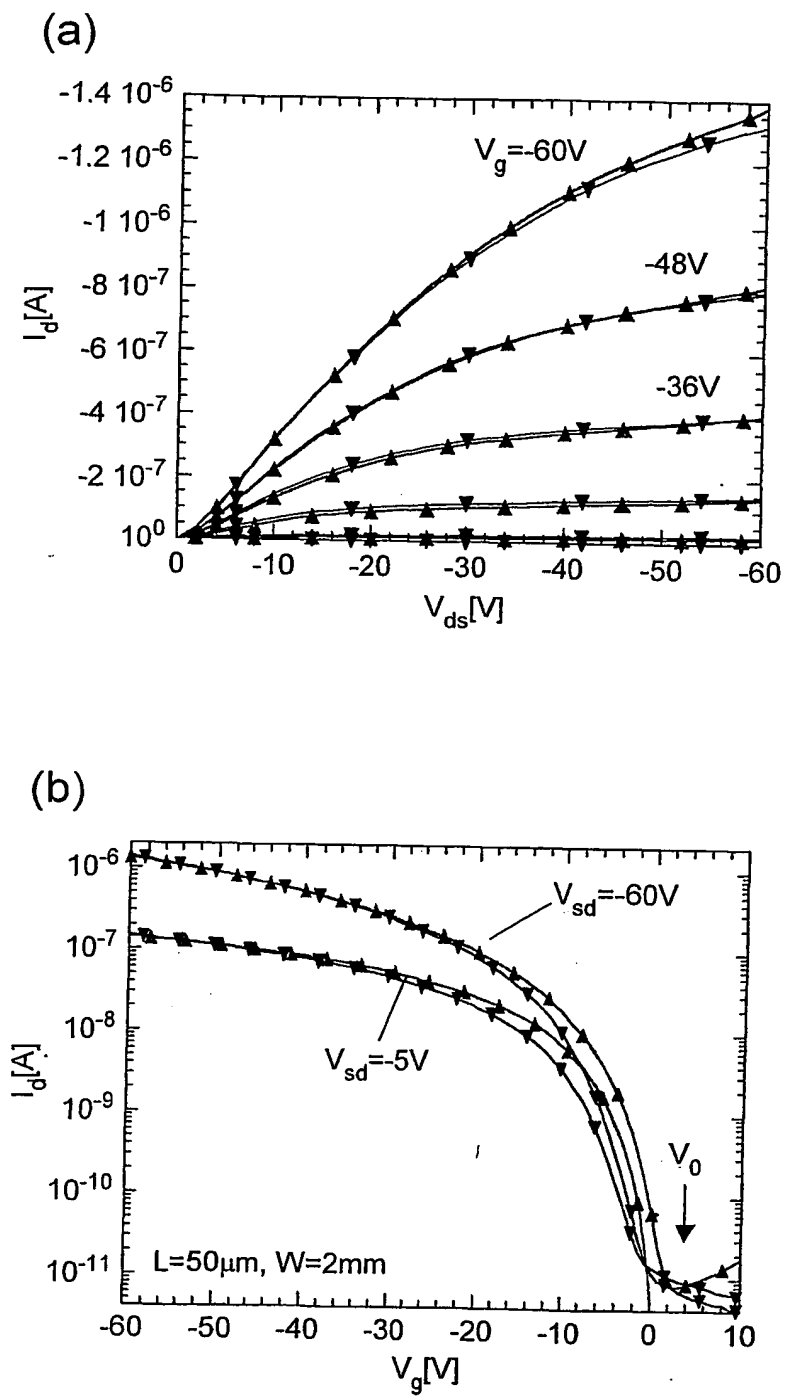 (a)
-1.4 10⁻⁶
-1.2 10⁻⁶
-1 10⁻⁶
-8 10⁻⁷
-6 10⁻⁷
-4 10⁻⁷
-2 10⁻⁷
10⁰
I_d[A]
V_g=-60V
-48V
-36V
0 -10 -20 -30 -40 -50 -60
V_ds[V]
(b)
10⁻⁶
10⁻⁷
10⁻⁸
10⁻⁹
10⁻¹⁰
10⁻¹¹
I_d[A]
V_sd=-60V
V_sd=-5V
V_0
L=50μm, W=2mm
-60 -50 -40 -30 -20 -10 0 10
V_g[V]